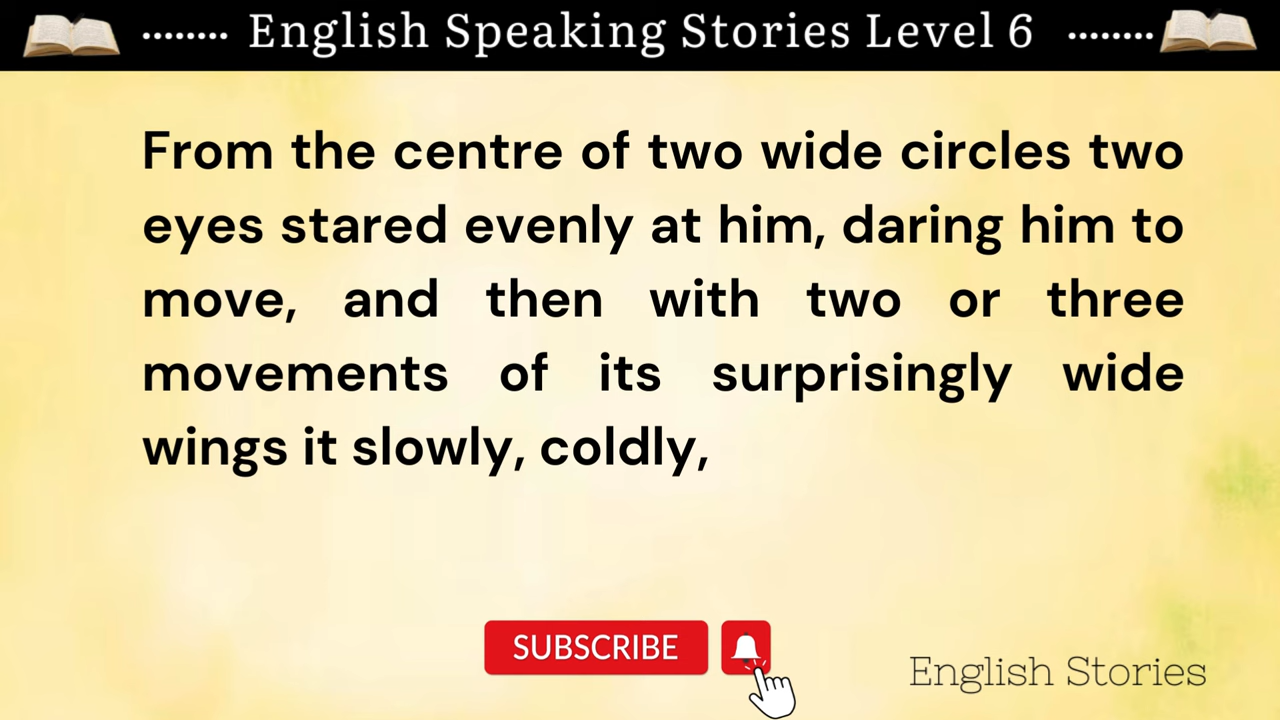 ........ English Speaking Stories Level 6 ........
From the centre of two wide circles two
eyes stared evenly at him, daring him to
move, and then with two or three
movements of its surprisingly wide
wings it slowly, coldly,
SUBSCRIBE
English Stories